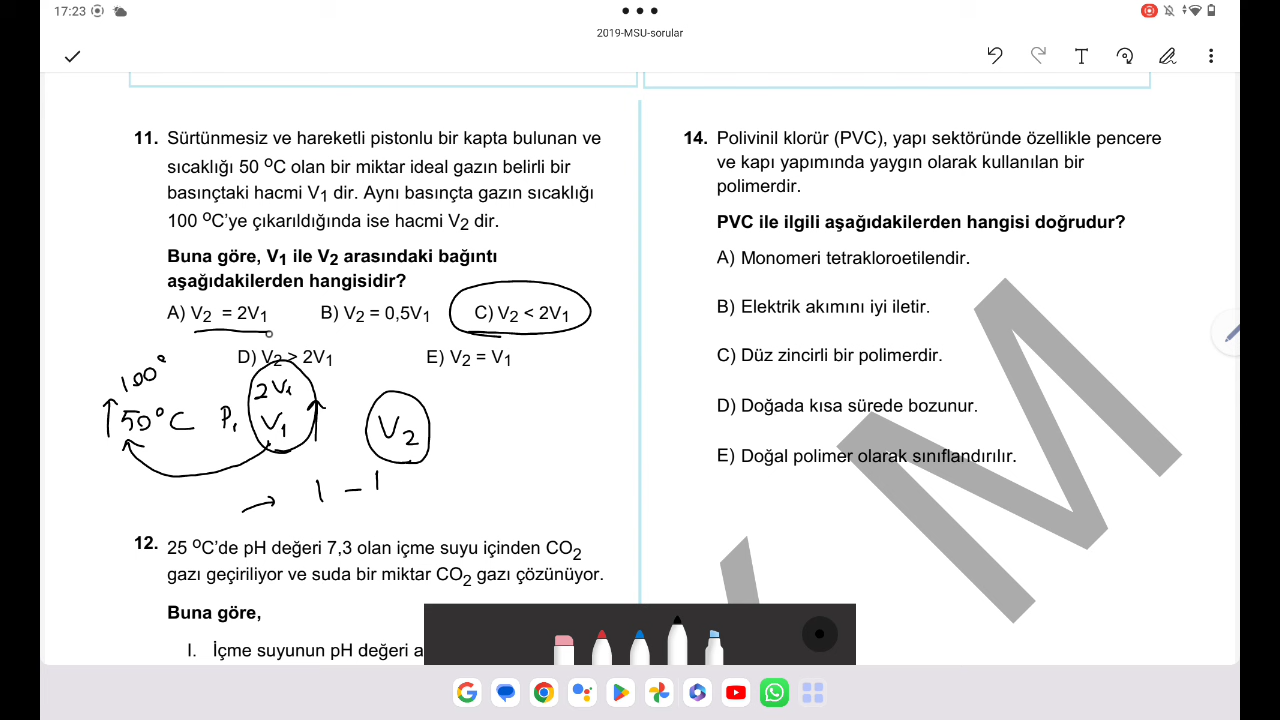 17:23
2019-MSU-sorular
11. Sürtünmesiz ve hareketli pistonlu bir kapta bulunan ve
sıcaklığı 50 ºC olan bir miktar ideal gazın belirli bir
basınçtaki hacmi V1 dir. Aynı basınçta gazın sıcaklığı
100 ºC'ye çıkarıldığında ise hacmi V2 dir.
Buna göre, V1 ile V2 arasındaki bağıntı
aşağıdakilerden hangisidir?
A) V2 = 2V1 B) V2 = 0,5V1 C) V2 < 2V1
D) V2 > 2V1 E) V2 = V1
100°
2V1
50°C P1 V1 V2
1 – 1
12. 25 ºC'de pH değeri 7,3 olan içme suyu içinden CO2
gazı geçiriliyor ve suda bir miktar CO2 gazı çözünüyor.
Buna göre,
I. İçme suyunun pH değeri a
14. Polivinil klorür (PVC), yapı sektöründe özellikle pencere
ve kapı yapımında yaygın olarak kullanılan bir
polimerdir.
PVC ile ilgili aşağıdakilerden hangisi doğrudur?
A) Monomeri tetrakloroetilendir.
B) Elektrik akımını iyi iletir.
C) Düz zincirli bir polimerdir.
D) Doğada kısa sürede bozunur.
E) Doğal polimer olarak sınıflandırılır.
M